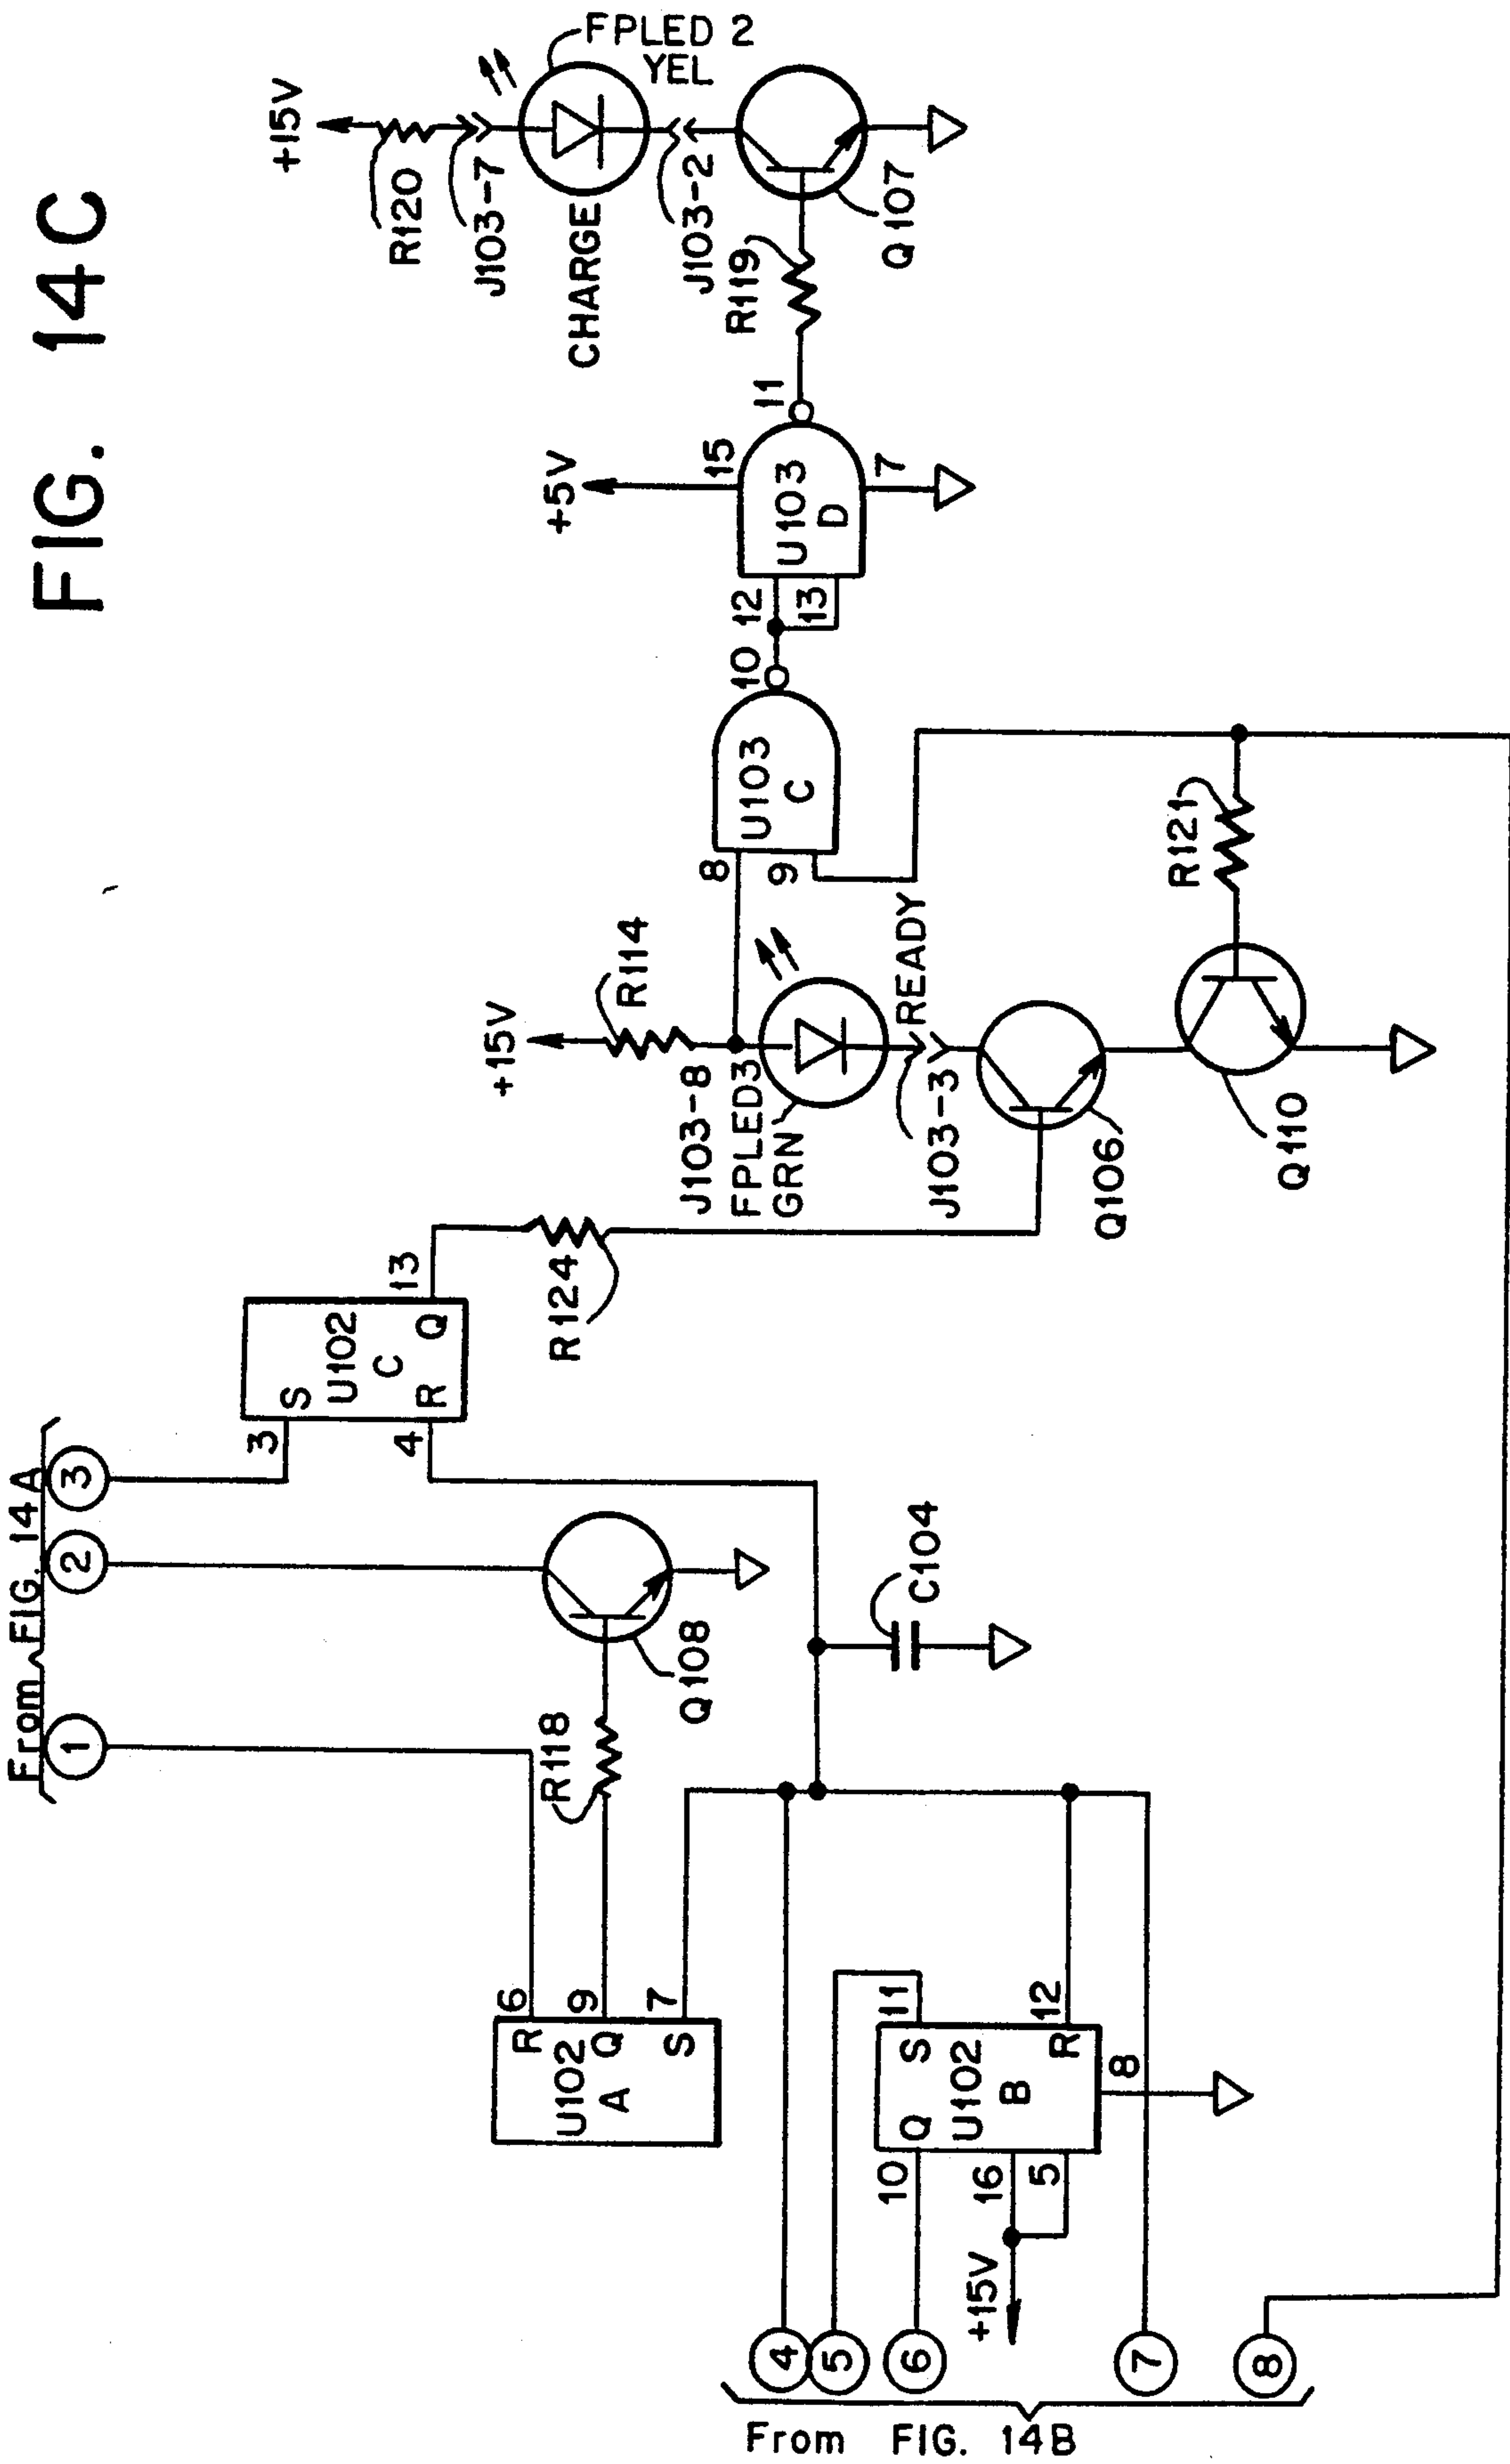 FIG. 14C
From FIG. 14A
1
2
3
3
S
U102
C
4
R
Q
13
R124
+15V
R114
J103-8
FPLED3
GRN
READY
J103-3
Q106
Q110
R121
8
9
U103
C
10
12
13
U103
D
15
+5V
7
11
R119
+15V
R120
J103-7
FPLED 2
YEL
CHARGE
J103-2
Q107
Q108
R118
C104
6
R
U102
A
Q
9
S
7
11
S
Q
U102
B
R
12
10
16
5
8
+15V
4
5
6
7
8
From FIG. 14B